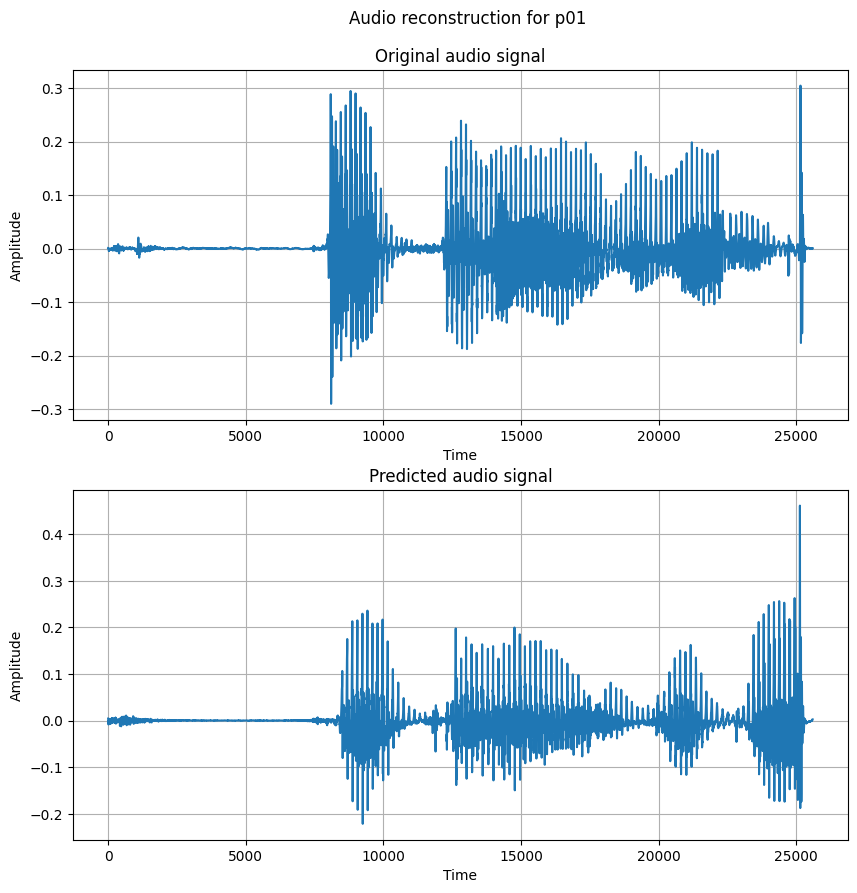 Audio reconstruction for p01
Original audio signal
0.3
0.2
0.1
0.0
−0.1
−0.2
−0.3
Amplitude
0 5000 10000 15000 20000 25000
Time
Predicted audio signal
0.4
0.3
0.2
0.1
0.0
−0.1
−0.2
Amplitude
0 5000 10000 15000 20000 25000
Time